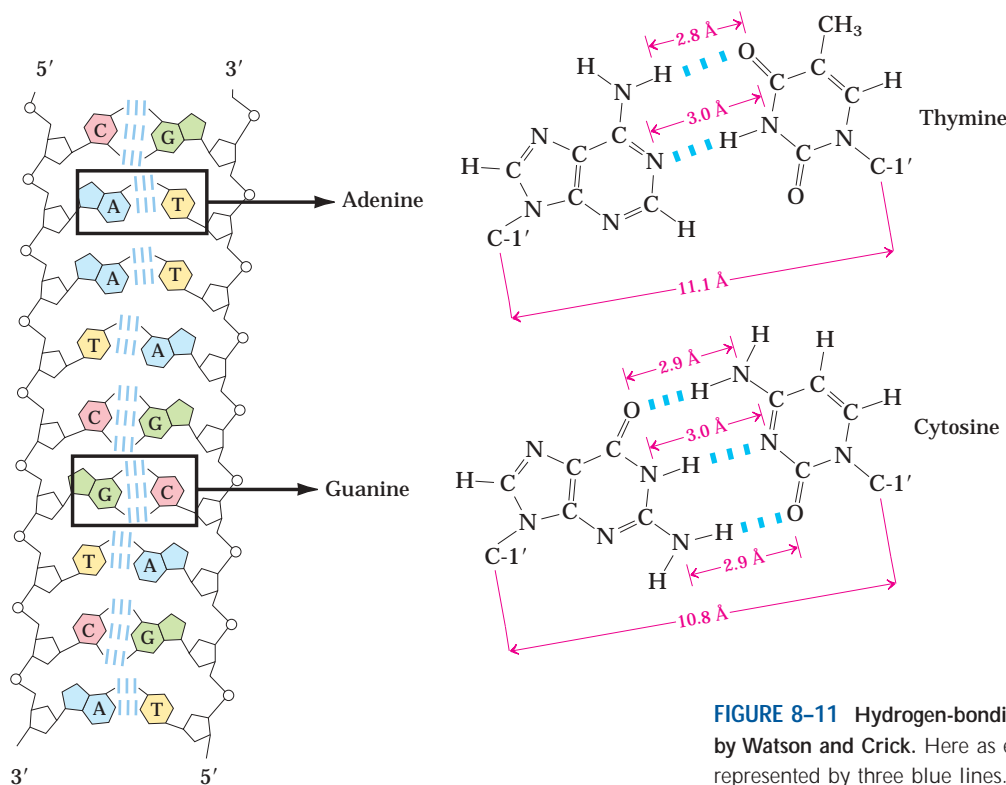 5′ 3′
C G
A T
A T
T A
C G
G C
T A
C G
A T
3′ 5′
Adenine
Guanine
2.8 Å
H H O CH₃
N C C H
3.0 Å
N C N H N C
H C C C N
N C N C H
O
C-1′ C-1′
11.1 Å
Thymine
2.9 Å
H H
O H N C H
3.0 Å
N C N H N C C
H C C C N
N C N C
C-1′ N H O C-1′
H
2.9 Å
10.8 Å
Cytosine
FIGURE 8–11 Hydrogen-bondi
by Watson and Crick. Here as e
represented by three blue lines.